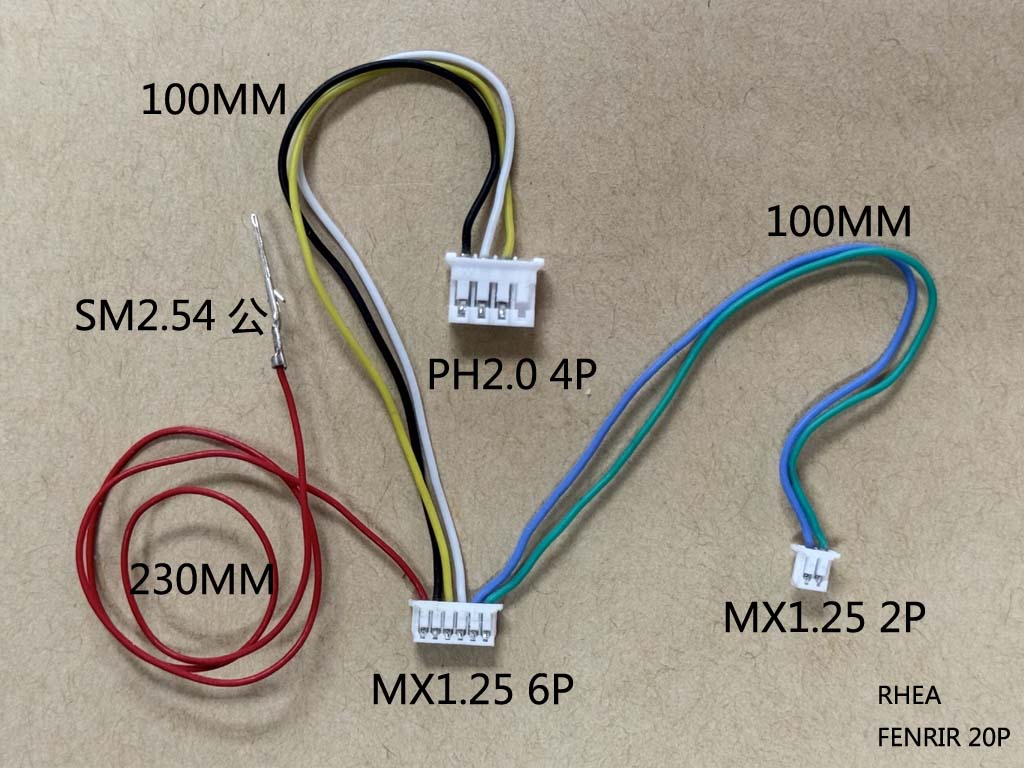 100MM
100MM
SM2.54 公
PH2.0 4P
230MM
MX1.25 2P
MX1.25 6P
RHEA
FENRIR 20P